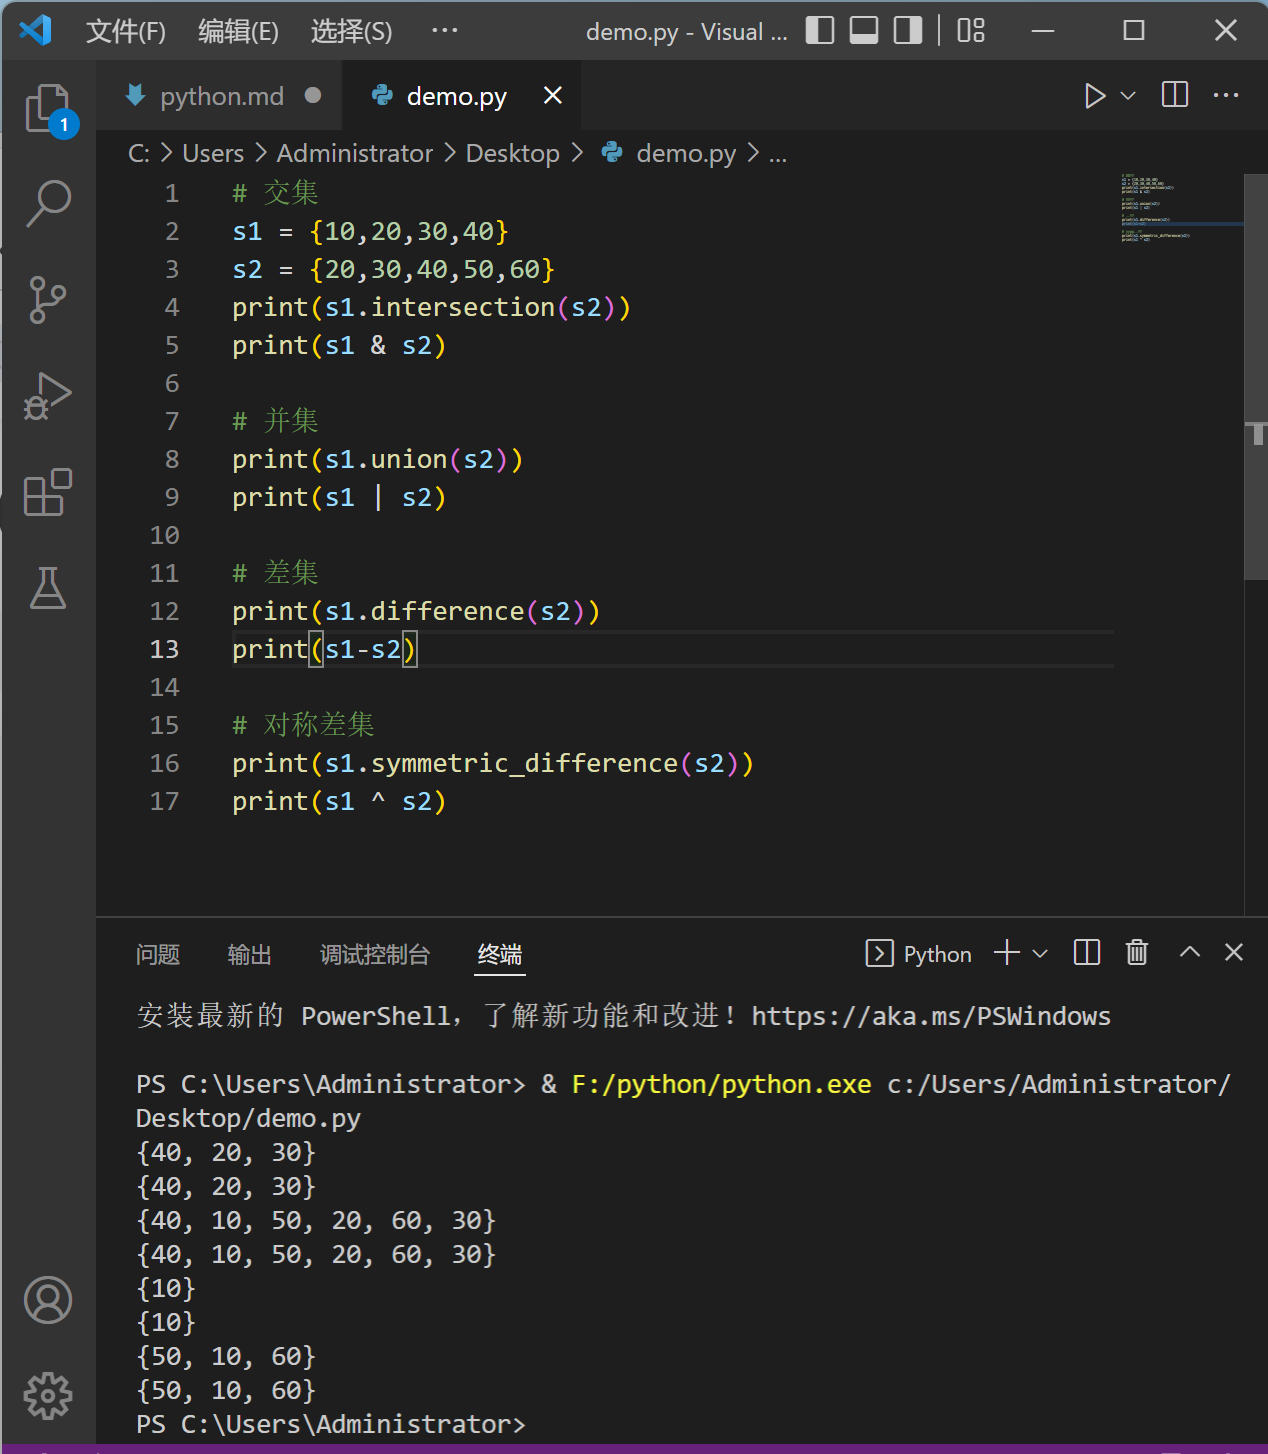 文件(F) 编辑(E) 选择(S) ··· demo.py - Visual ...
python.md demo.py
1
C: > Users > Administrator > Desktop > demo.py > ...
1 # 交集
2 s1 = {10,20,30,40}
3 s2 = {20,30,40,50,60}
4 print(s1.intersection(s2))
5 print(s1 & s2)
6
7 # 并集
8 print(s1.union(s2))
9 print(s1 | s2)
10
11 # 差集
12 print(s1.difference(s2))
13 print(s1-s2)
14
15 # 对称差集
16 print(s1.symmetric_difference(s2))
17 print(s1 ^ s2)
问题 输出 调试控制台 终端 Python
安装最新的 PowerShell，了解新功能和改进！https://aka.ms/PSWindows
PS C:\Users\Administrator> & F:/python/python.exe c:/Users/Administrator/
Desktop/demo.py
{40, 20, 30}
{40, 20, 30}
{40, 10, 50, 20, 60, 30}
{40, 10, 50, 20, 60, 30}
{10}
{10}
{50, 10, 60}
{50, 10, 60}
PS C:\Users\Administrator>